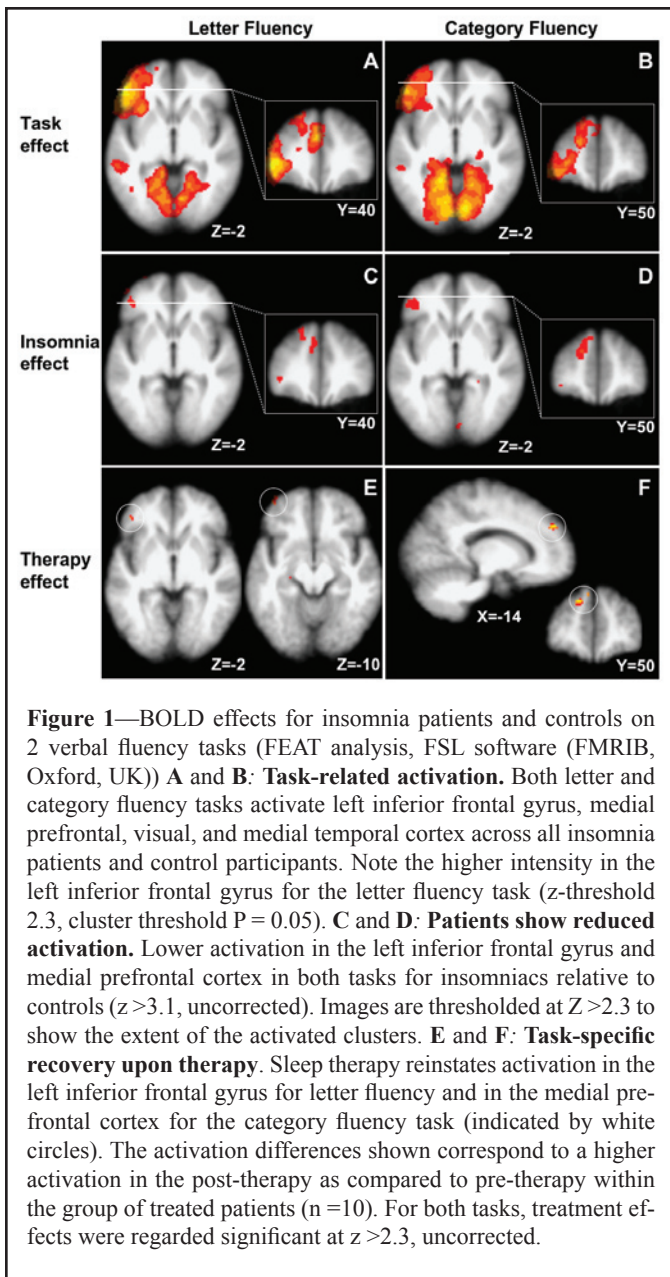 Letter Fluency
Category Fluency
A
B
Task
effect
Z=-2
Y=40
Z=-2
Y=50
C
D
Insomnia
effect
Z=-2
Y=40
Z=-2
Y=50
E
F
Therapy
effect
Z=-2
Z=-10
X=-14
Y=50
Figure 1—BOLD effects for insomnia patients and controls on
2 verbal fluency tasks (FEAT analysis, FSL software (FMRIB,
Oxford, UK)) A and B: Task-related activation. Both letter and
category fluency tasks activate left inferior frontal gyrus, medial
prefrontal, visual, and medial temporal cortex across all insomnia
patients and control participants. Note the higher intensity in the
left inferior frontal gyrus for the letter fluency task (z-threshold
2.3, cluster threshold P = 0.05). C and D: Patients show reduced
activation. Lower activation in the left inferior frontal gyrus and
medial prefrontal cortex in both tasks for insomniacs relative to
controls (z >3.1, uncorrected). Images are thresholded at Z >2.3 to
show the extent of the activated clusters. E and F: Task-specific
recovery upon therapy. Sleep therapy reinstates activation in the
left inferior frontal gyrus for letter fluency and in the medial pre-
frontal cortex for the category fluency task (indicated by white
circles). The activation differences shown correspond to a higher
activation in the post-therapy as compared to pre-therapy within
the group of treated patients (n =10). For both tasks, treatment ef-
fects were regarded significant at z >2.3, uncorrected.